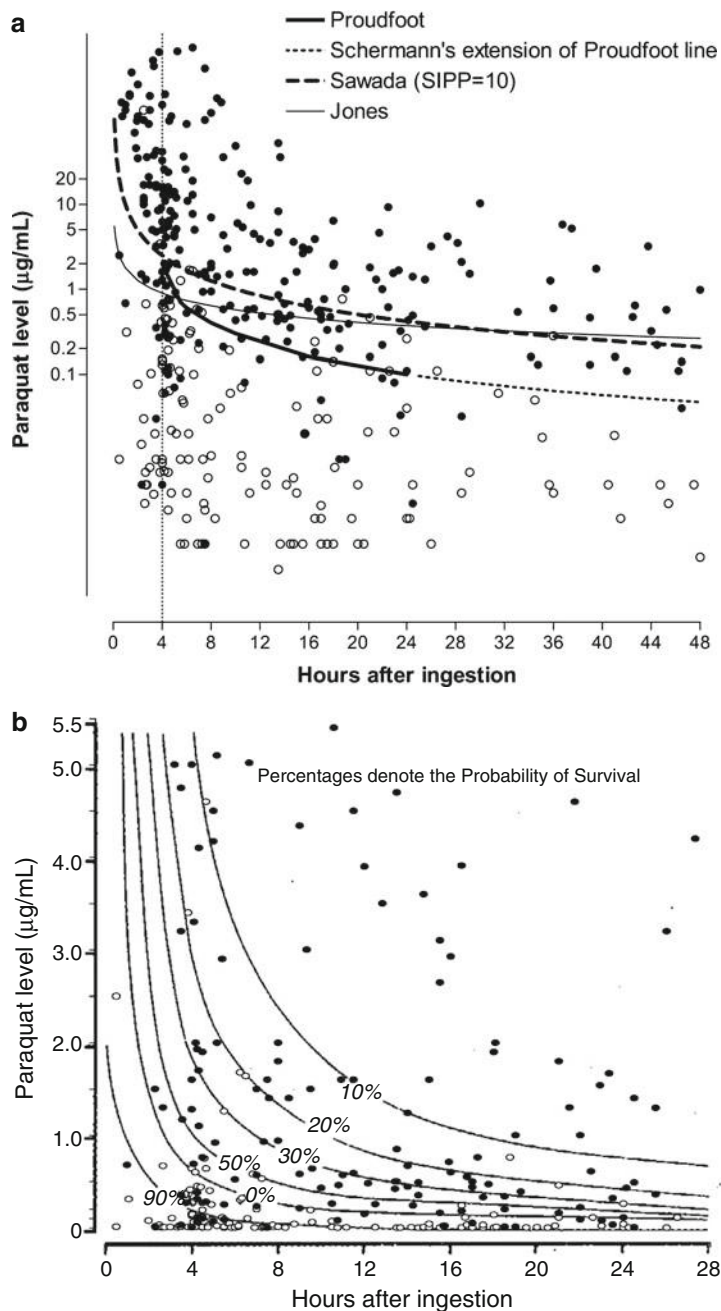 a
Proudfoot
Schermann's extension of Proudfoot line
Sawada (SIPP=10)
Jones
Paraquat level (µg/mL)
20
10
5
2
1
0.5
0.2
0.1
0 4 8 12 16 20 24 28 32 36 40 44 48
Hours after ingestion
b
Percentages denote the Probability of Survival
Paraquat level (µg/mL)
5.5
5.0
4.0
3.0
2.0
1.0
0
10%
20%
30%
50%
90% 0%
0 4 8 12 16 20 24 28
Hours after ingestion